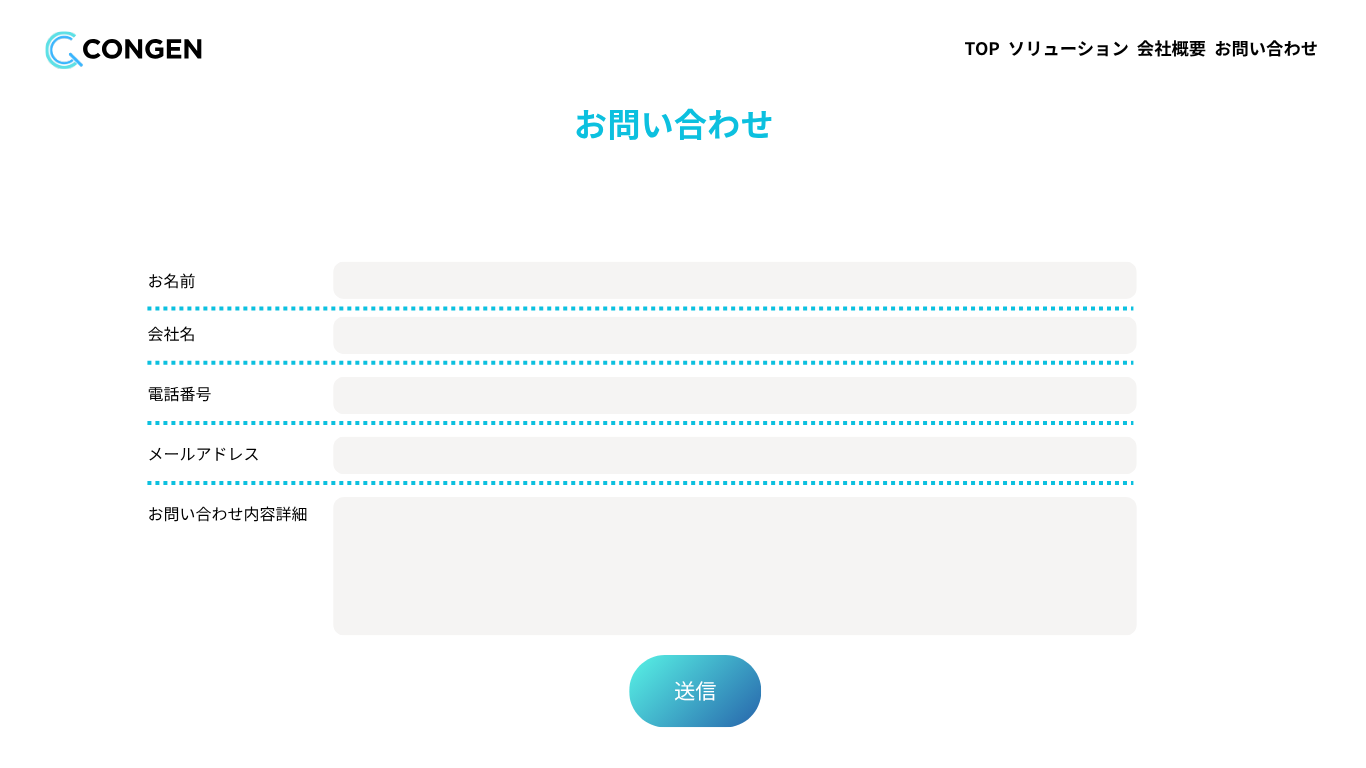 CONGEN
TOP ソリューション 会社概要 お問い合わせ
お問い合わせ
お名前
会社名
電話番号
メールアドレス
お問い合わせ内容詳細
送信